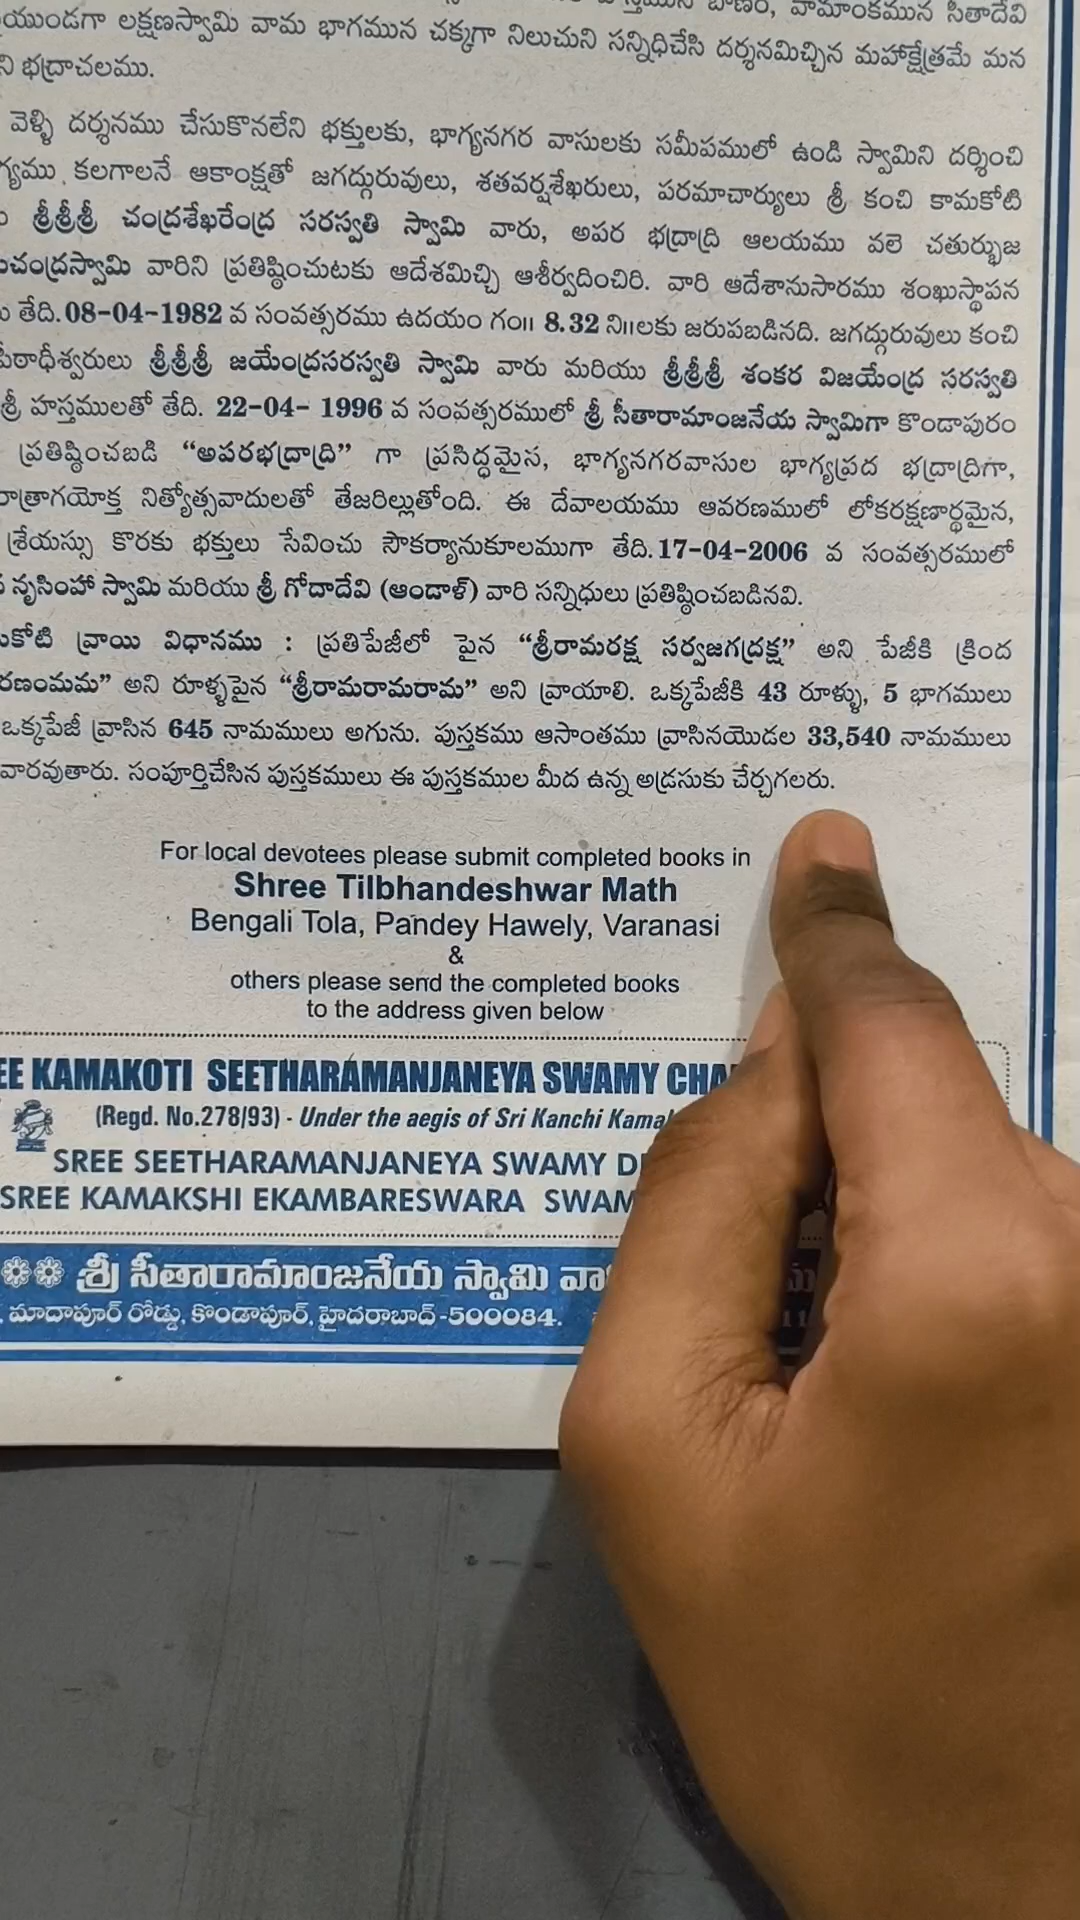 బాణం, వామాంకమున సీతాదేవి
యుండగా లక్షణస్వామి వామ భాగమున చక్కగా నిలుచుని సన్నిధిచేసి దర్శనమిచ్చిన మహాక్షేత్రమే మన
ని భద్రాచలము.
వెళ్ళి దర్శనము చేసుకొనలేని భక్తులకు, భాగ్యనగర వాసులకు సమీపములో ఉండి స్వామిని దర్శించి
గ్యము కలగాలనే ఆకాంక్షతో జగద్గురువులు, శతవర్షశేఖరులు, పరమాచార్యులు శ్రీ కంచి కామకోటి
శ్రీశ్రీశ్రీ చంద్రశేఖరేంద్ర సరస్వతి స్వామి వారు, అపర భద్రాద్రి ఆలయము వలె చతుర్భుజ
చంద్రస్వామి వారిని ప్రతిష్ఠించుటకు ఆదేశమిచ్చి ఆశీర్వదించిరి. వారి ఆదేశానుసారము శంఖుస్థాపన
తేది.08-04-1982 వ సంవత్సరము ఉదయం గం॥ 8.32 ని॥లకు జరుపబడినది. జగద్గురువులు కంచి
పీఠాధీశ్వరులు శ్రీశ్రీశ్రీ జయేంద్రసరస్వతి స్వామి వారు మరియు శ్రీశ్రీశ్రీ శంకర విజయేంద్ర సరస్వతి
శ్రీ హస్తములతో తేది. 22-04- 1996 వ సంవత్సరములో శ్రీ సీతారామాంజనేయ స్వామిగా కొండాపురం
ప్రతిష్ఠించబడి “అపరభద్రాద్రి” గా ప్రసిద్ధమైన, భాగ్యనగరవాసుల భాగ్యప్రద భద్రాద్రిగా,
రాత్రాగయోక్త నిత్యోత్సవాదులతో తేజరిల్లుతోంది. ఈ దేవాలయము ఆవరణములో లోకరక్షణార్థమైన,
శ్రేయస్సు కొరకు భక్తులు సేవించు సౌకర్యానుకూలముగా తేది.17-04-2006 వ సంవత్సరములో
నృసింహా స్వామి మరియు శ్రీ గోదాదేవి (ఆండాళ్) వారి సన్నిధులు ప్రతిష్ఠించబడినవి.
కోటి వ్రాయి విధానము : ప్రతిపేజీలో పైన “శ్రీరామరక్ష సర్వజగద్రక్ష” అని పేజీకి క్రింద
రణంమమ” అని రూళ్ళపైన “శ్రీరామరామరామ” అని వ్రాయాలి. ఒక్కపేజీకి 43 రూళ్ళు, 5 భాగములు
ఒక్కపేజీ వ్రాసిన 645 నామములు అగును. పుస్తకము ఆసాంతము వ్రాసినయొడల 33,540 నామములు
వారవుతారు. సంపూర్తిచేసిన పుస్తకములు ఈ పుస్తకముల మీద ఉన్న అడ్రసుకు చేర్చగలరు.
For local devotees please submit completed books in
Shree Tilbhandeshwar Math
Bengali Tola, Pandey Hawely, Varanasi
&
others please send the completed books
to the address given below
EE KAMAKOTI SEETHARAMANJANEYA SWAMY CHA
(Regd. No.278/93) - Under the aegis of Sri Kanchi Kama
SREE SEETHARAMANJANEYA SWAMY D
SREE KAMAKSHI EKAMBARESWARA SWAM
శ్రీ సీతారామాంజనేయ స్వామి వా
మాదాపూర్ రోడ్డు, కొండాపూర్, హైదరాబాద్-500084.